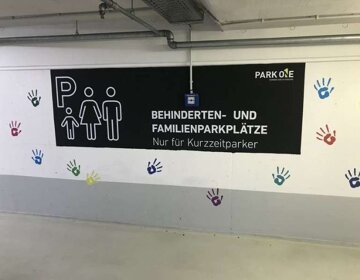 PARK ONE
P
BEHINDERTEN- UND
FAMILIENPARKPLÄTZE
Nur für Kurzzeitparker